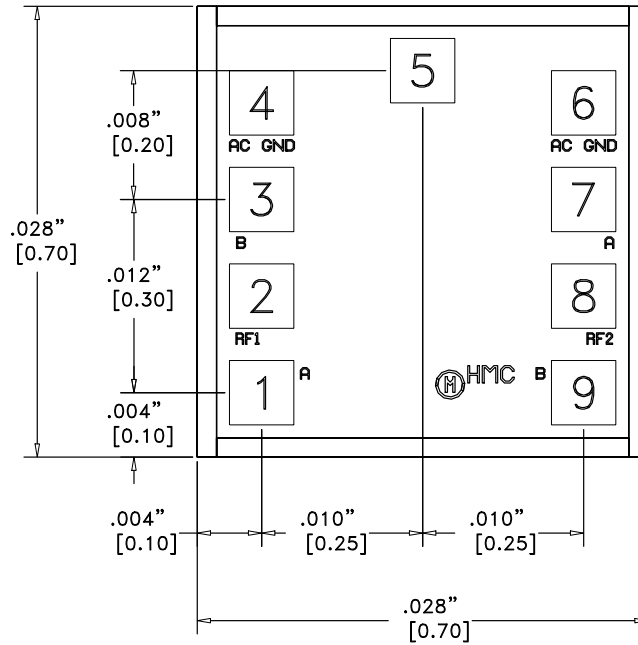 5
4
6
.008"
[0.20]
AC GND
AC GND
3
7
.028"
[0.70]
B
A
.012"
[0.30]
2
8
RF1
RF2
1
A
M HMC
B
9
.004"
[0.10]
.004"
[0.10]
.010"
[0.25]
.010"
[0.25]
.028"
[0.70]